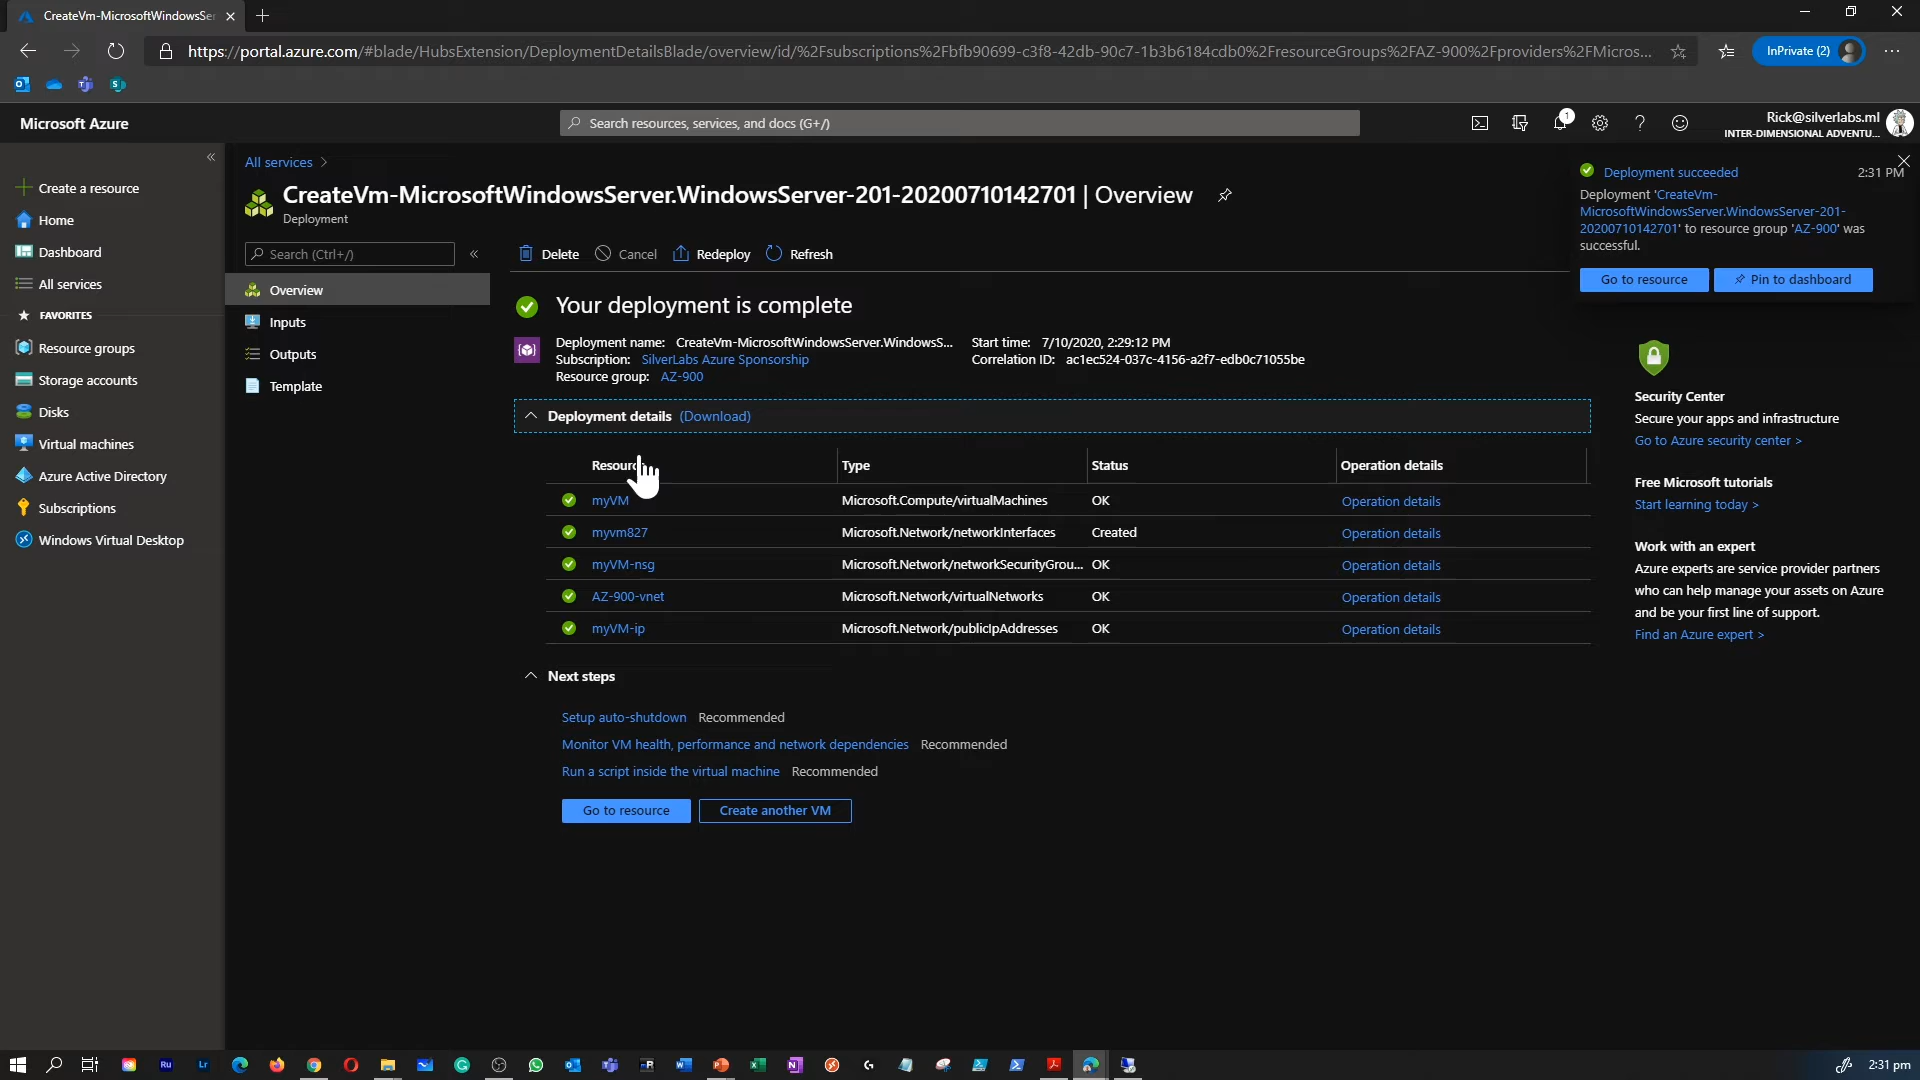 CreateVm-MicrosoftWindowsSer
https://portal.azure.com/#blade/HubsExtension/DeploymentDetailsBlade/overview/id/%2Fsubscriptions%2Fbfb90699-c3f8-42db-90c7-1b3b6184cdb0%2FresourceGroups%2FAZ-900%2Fproviders%2FMicros...
InPrivate (2)
Microsoft Azure
Search resources, services, and docs (G+/)
1
Rick@silverlabs.ml
INTER-DIMENSIONAL ADVENTU...
Create a resource
Home
Dashboard
All services
FAVORITES
Resource groups
Storage accounts
Disks
Virtual machines
Azure Active Directory
Subscriptions
Windows Virtual Desktop
All services
CreateVm-MicrosoftWindowsServer.WindowsServer-201-20200710142701 | Overview
Deployment
Search (Ctrl+/)
Overview
Inputs
Outputs
Template
Delete
Cancel
Redeploy
Refresh
Your deployment is complete
Deployment name: CreateVm-MicrosoftWindowsServer.WindowsS...
Subscription: SilverLabs Azure Sponsorship
Resource group: AZ-900
Start time: 7/10/2020, 2:29:12 PM
Correlation ID: ac1ec524-037c-4156-a2f7-edb0c71055be
Deployment details (Download)
Resourc Type Status Operation details
myVM Microsoft.Compute/virtualMachines OK Operation details
myvm827 Microsoft.Network/networkInterfaces Created Operation details
myVM-nsg Microsoft.Network/networkSecurityGrou... OK Operation details
AZ-900-vnet Microsoft.Network/virtualNetworks OK Operation details
myVM-ip Microsoft.Network/publicIpAddresses OK Operation details
Next steps
Setup auto-shutdown Recommended
Monitor VM health, performance and network dependencies Recommended
Run a script inside the virtual machine Recommended
Go to resource
Create another VM
Deployment succeeded 2:31 PM
Deployment 'CreateVm-
MicrosoftWindowsServer.WindowsServer-201-
20200710142701' to resource group 'AZ-900' was
successful.
Go to resource
Pin to dashboard
Security Center
Secure your apps and infrastructure
Go to Azure security center >
Free Microsoft tutorials
Start learning today >
Work with an expert
Azure experts are service provider partners
who can help manage your assets on Azure
and be your first line of support.
Find an Azure expert >
Ru
Lr
2:31 pm